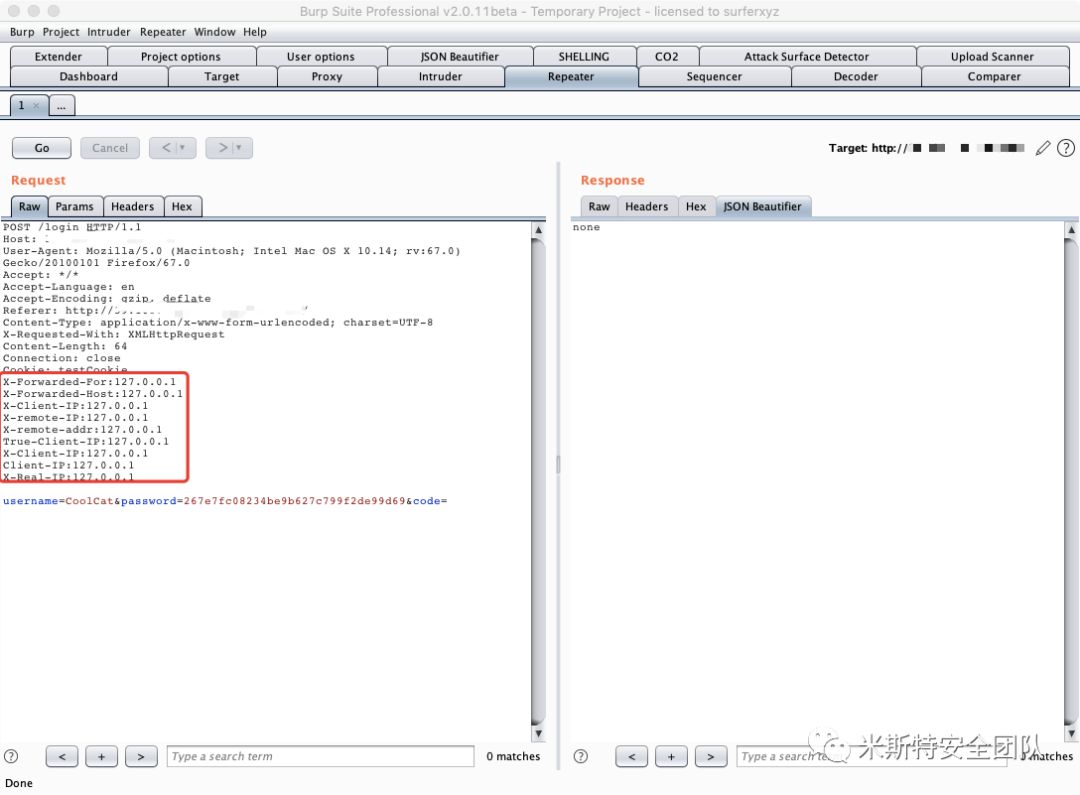 Burp Suite Professional v2.0.11beta - Temporary Project - licensed to surferxyz
Burp Project Intruder Repeater Window Help
Extender Project options User options JSON Beautifier SHELLING CO2 Attack Surface Detector Upload Scanner
Dashboard Target Proxy Intruder Repeater Sequencer Decoder Comparer
1 × ...
Go Cancel < > Target: http://
Request
Raw Params Headers Hex
POST /login HTTP/1.1
Host:
User-Agent: Mozilla/5.0 (Macintosh; Intel Mac OS X 10.14; rv:67.0)
Gecko/20100101 Firefox/67.0
Accept: */*
Accept-Language: en
Accept-Encoding: gzip, deflate
Referer: http://
Content-Type: application/x-www-form-urlencoded; charset=UTF-8
X-Requested-With: XMLHttpRequest
Content-Length: 64
Connection: close
Cookie: testCookie
X-Forwarded-For:127.0.0.1
X-Forwarded-Host:127.0.0.1
X-Client-IP:127.0.0.1
X-remote-IP:127.0.0.1
X-remote-addr:127.0.0.1
True-Client-IP:127.0.0.1
X-Client-IP:127.0.0.1
Client-IP:127.0.0.1
X-Real-IP:127.0.0.1
username=CoolCat&password=267e7fc08234be9b627c799f2de99d69&code=
? < + > Type a search term 0 matches
Response
Raw Headers Hex JSON Beautifier
none
? < + > Type a search 0 matches
米斯特安全团队
Done